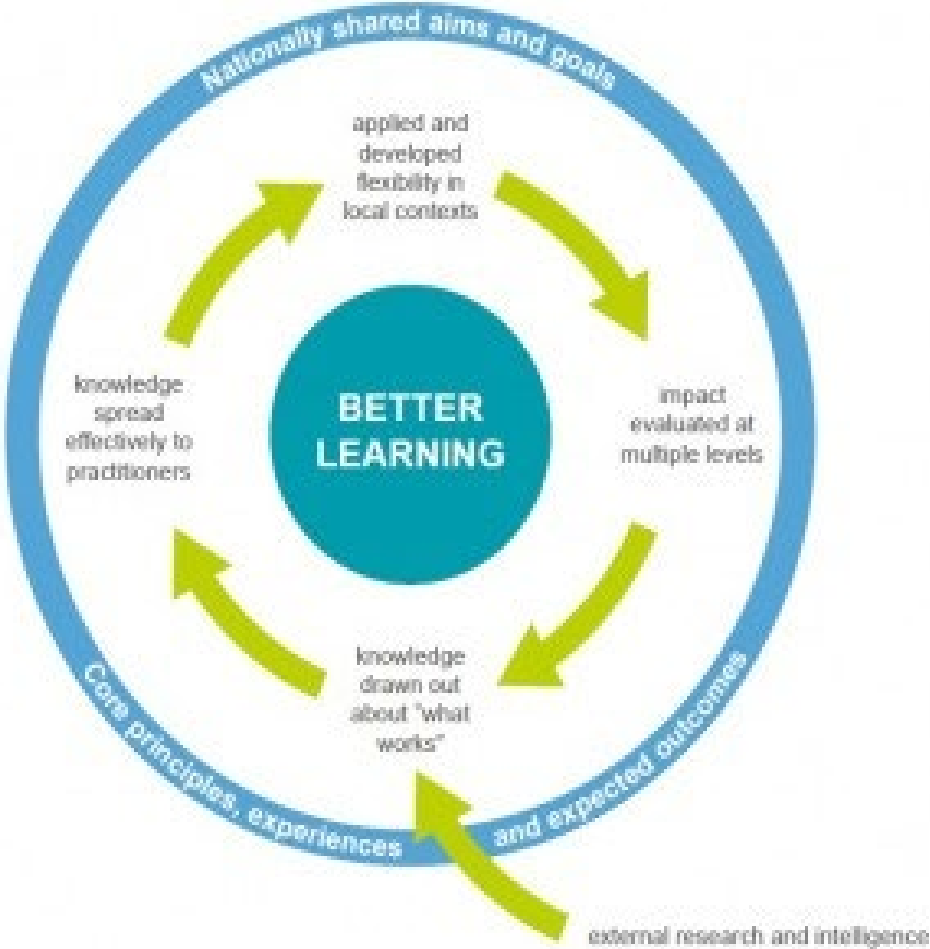 Nationally shared aims and goals
applied and
developed
flexibility in
local contexts
impact
evaluated at
multiple levels
knowledge
drawn out
about "what
works"
knowledge
spread
effectively to
practitioners
BETTER
LEARNING
Core principles, experiences
and expected outcomes
external research and intelligence